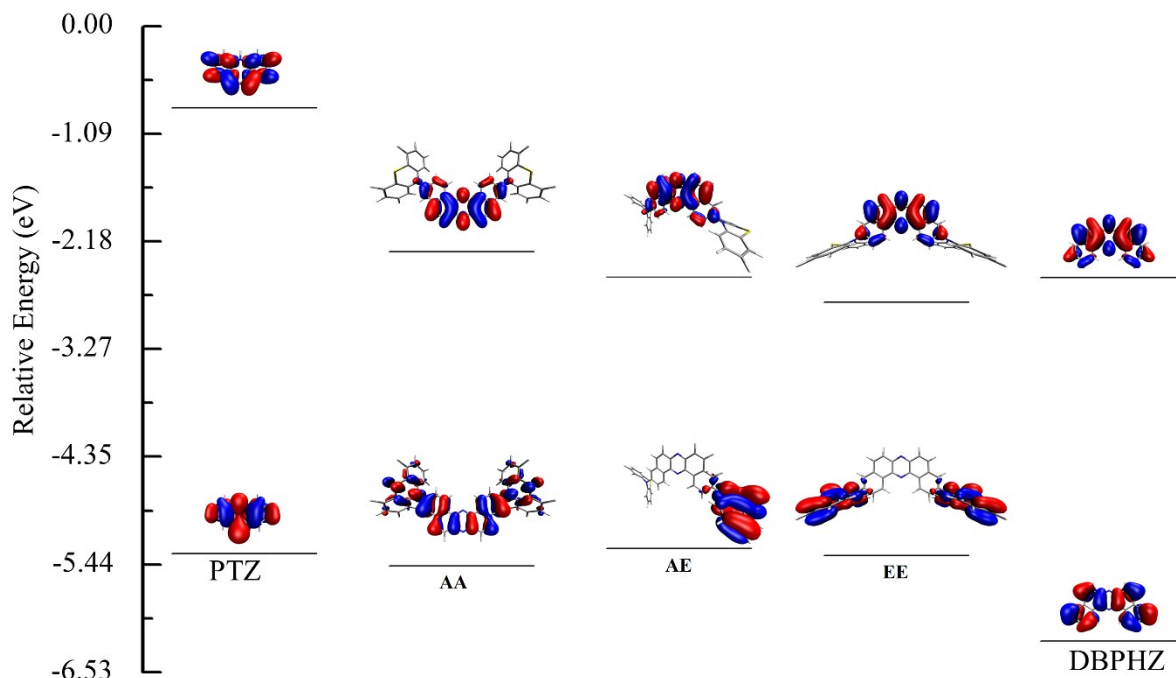 0.00
-1.09
-2.18
-3.27
-4.35
-5.44
-6.53
Relative Energy (eV)
PTZ
AA
AE
EE
DBPHZ